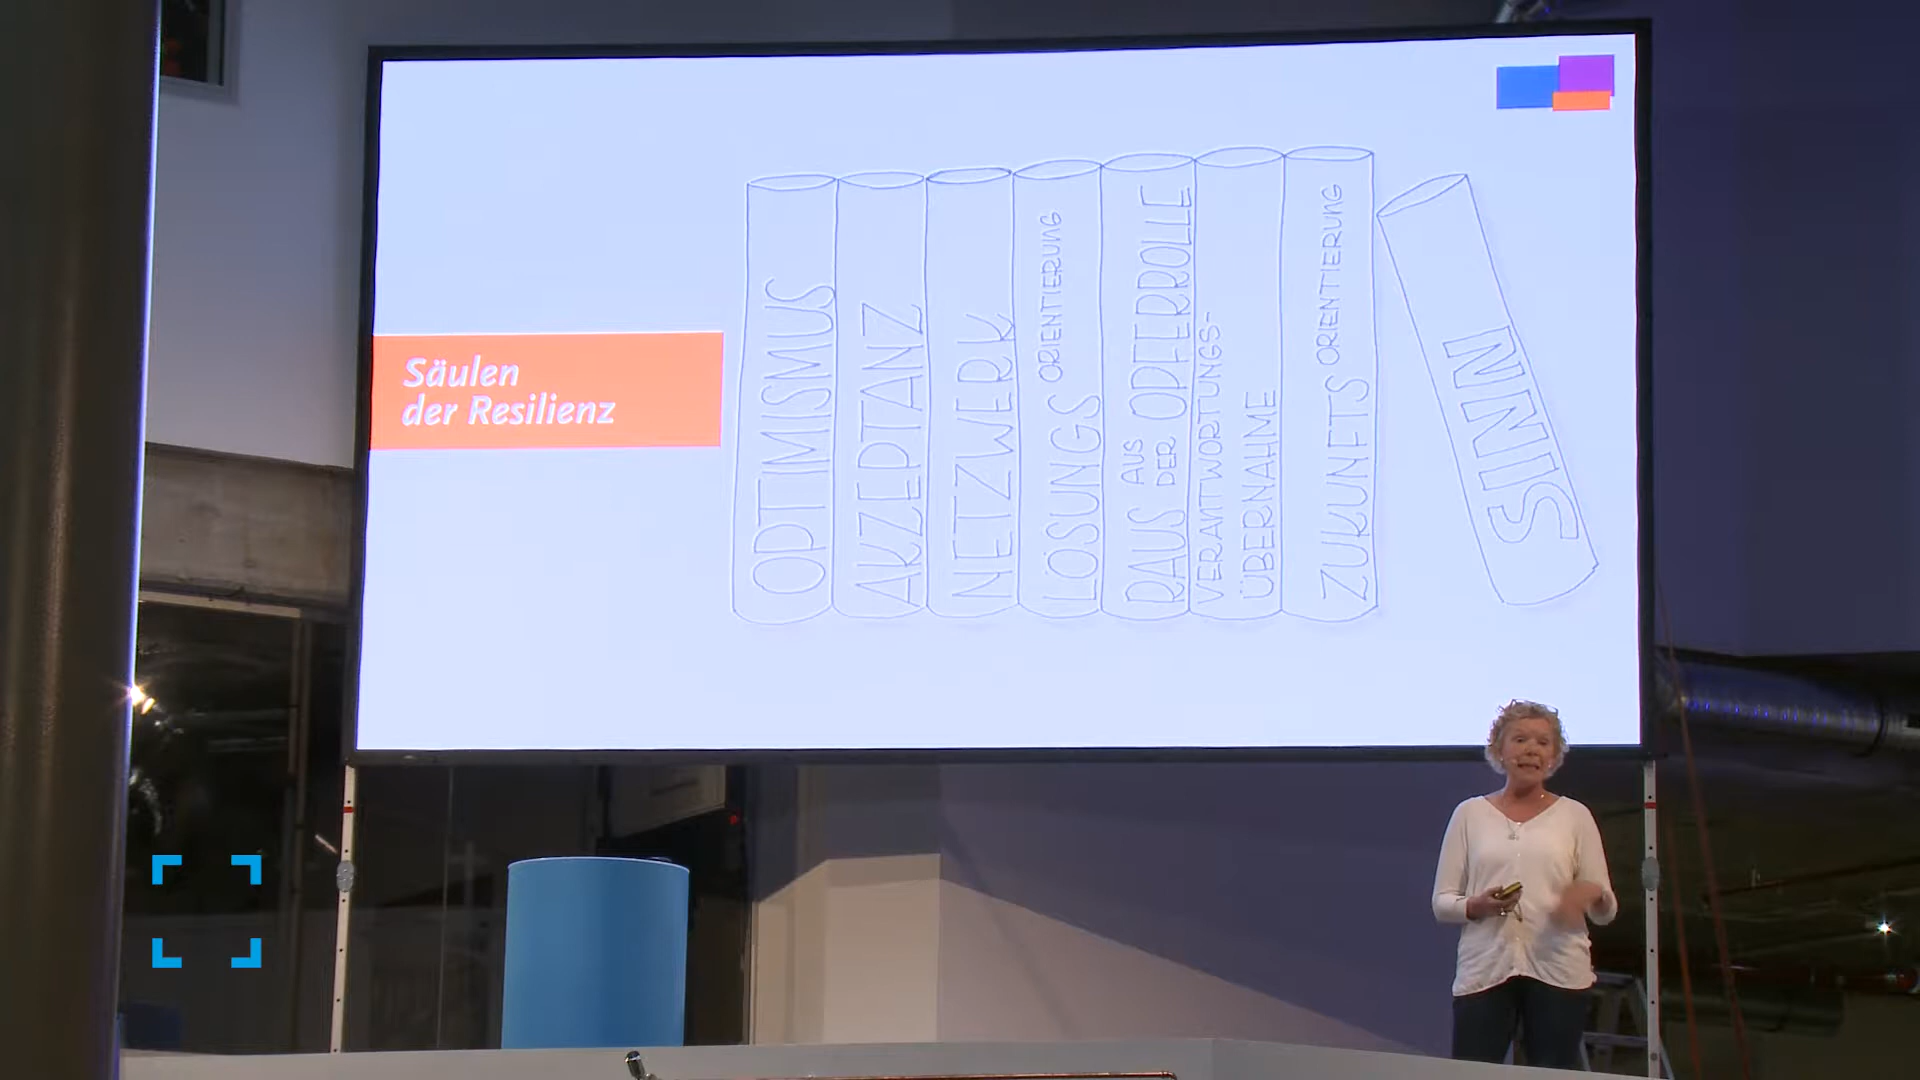 Säulen
der Resilienz
OPTIMISMUS
AKZEPTANZ
NETZWERK
LÖSUNGS ORIENTIERUNG
RAUS AUS DER OPFERROLLE
VERANTWORTUNGS-
ÜBERNAHME
ZUKUNFTS ORIENTIERUNG
SINN